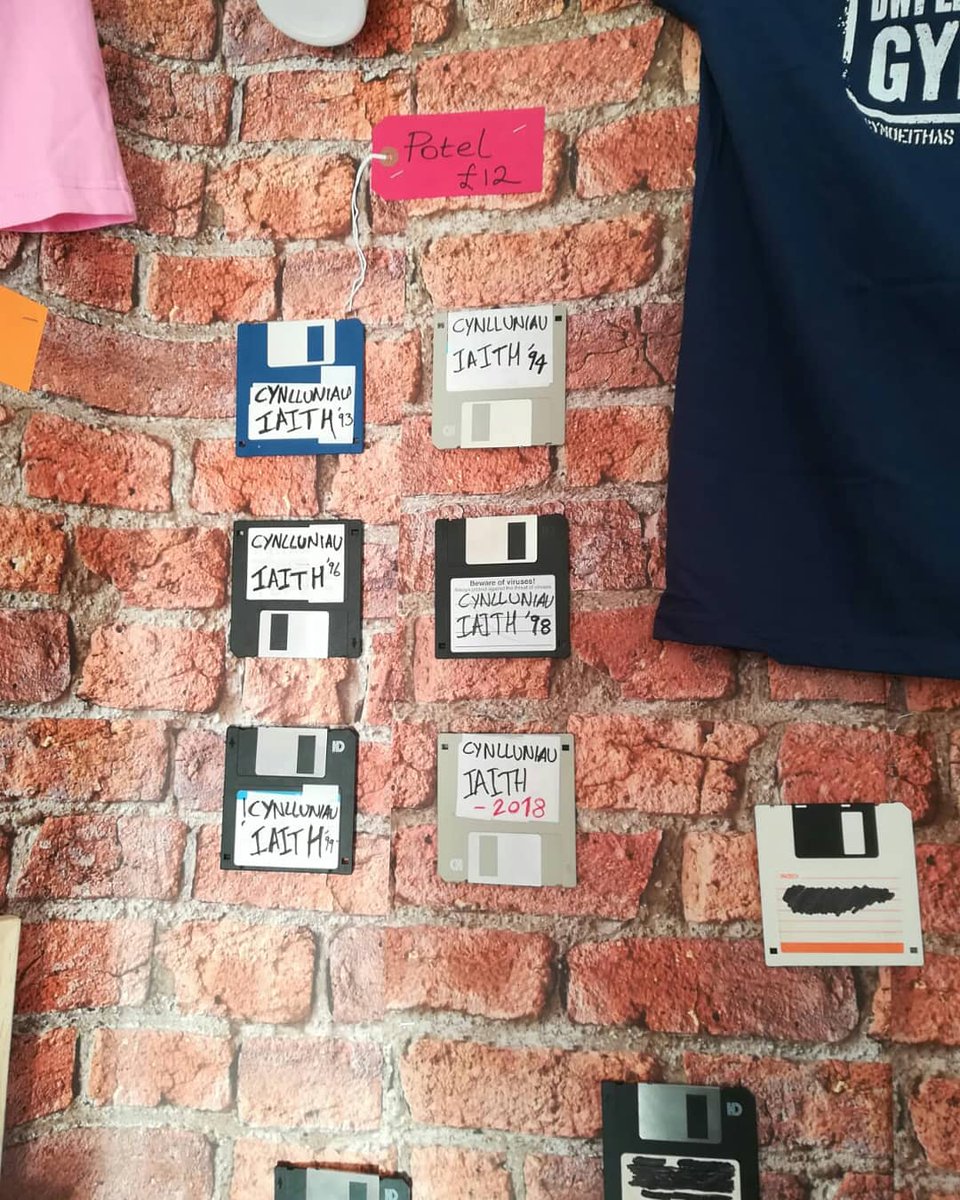 GY
CYMDEITHAS
Potel
£12
CYNLLUNIAU
IAITH '93
CYNLLUNIAU
IAITH '94
CYNLLUNIAU
IAITH '96
Beware of viruses!
CYNLLUNIAU
IAITH '98
CYNLLUNIAU
IAITH '99
CYNLLUNIAU
IAITH
- 2018